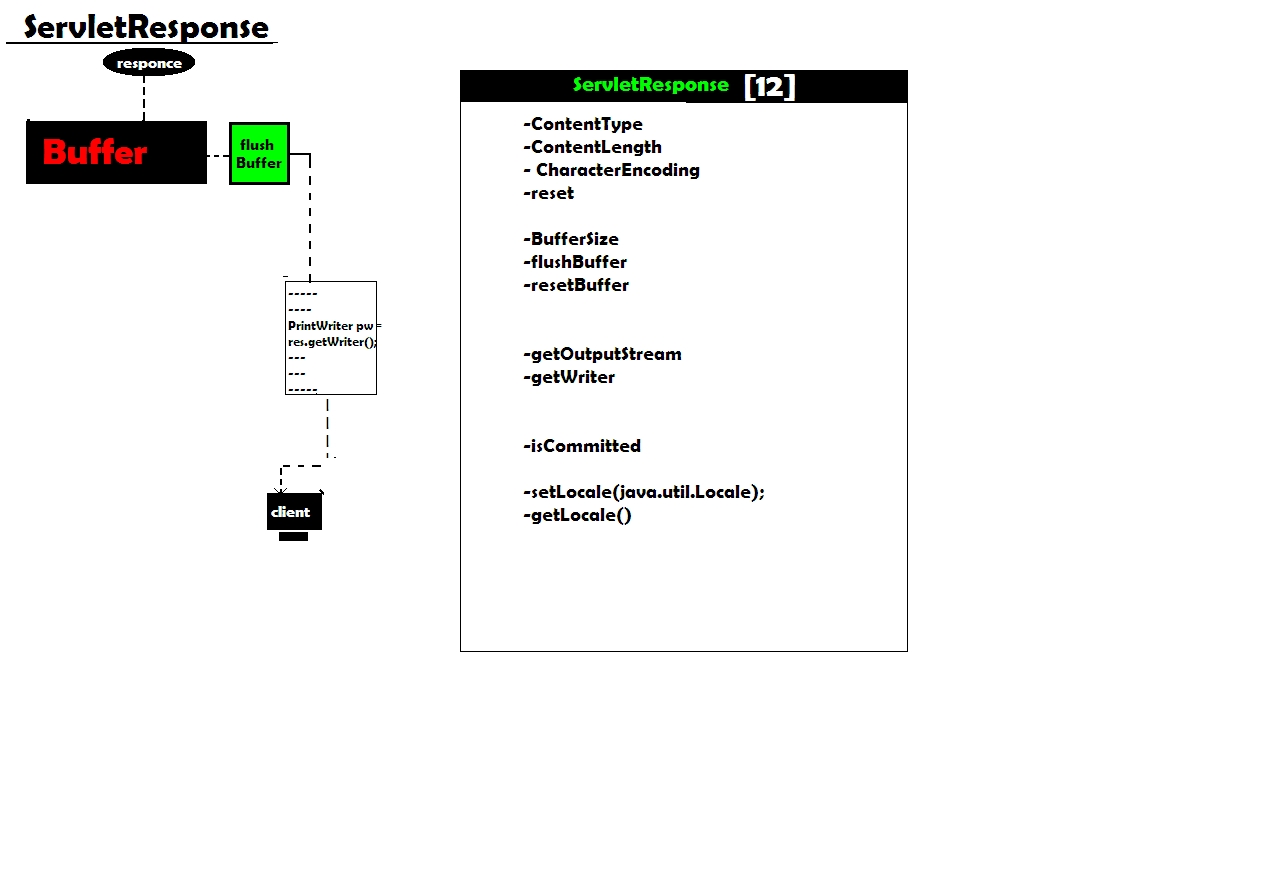 ServletResponse
responce
Buffer
flush
Buffer
-----
----
PrintWriter pw =
res.getWriter();
---
---
-----
client
ServletResponse [12]
-ContentType
-ContentLength
- CharacterEncoding
-reset
-BufferSize
-flushBuffer
-resetBuffer
-getOutputStream
-getWriter
-isCommitted
-setLocale(java.util.Locale);
-getLocale()